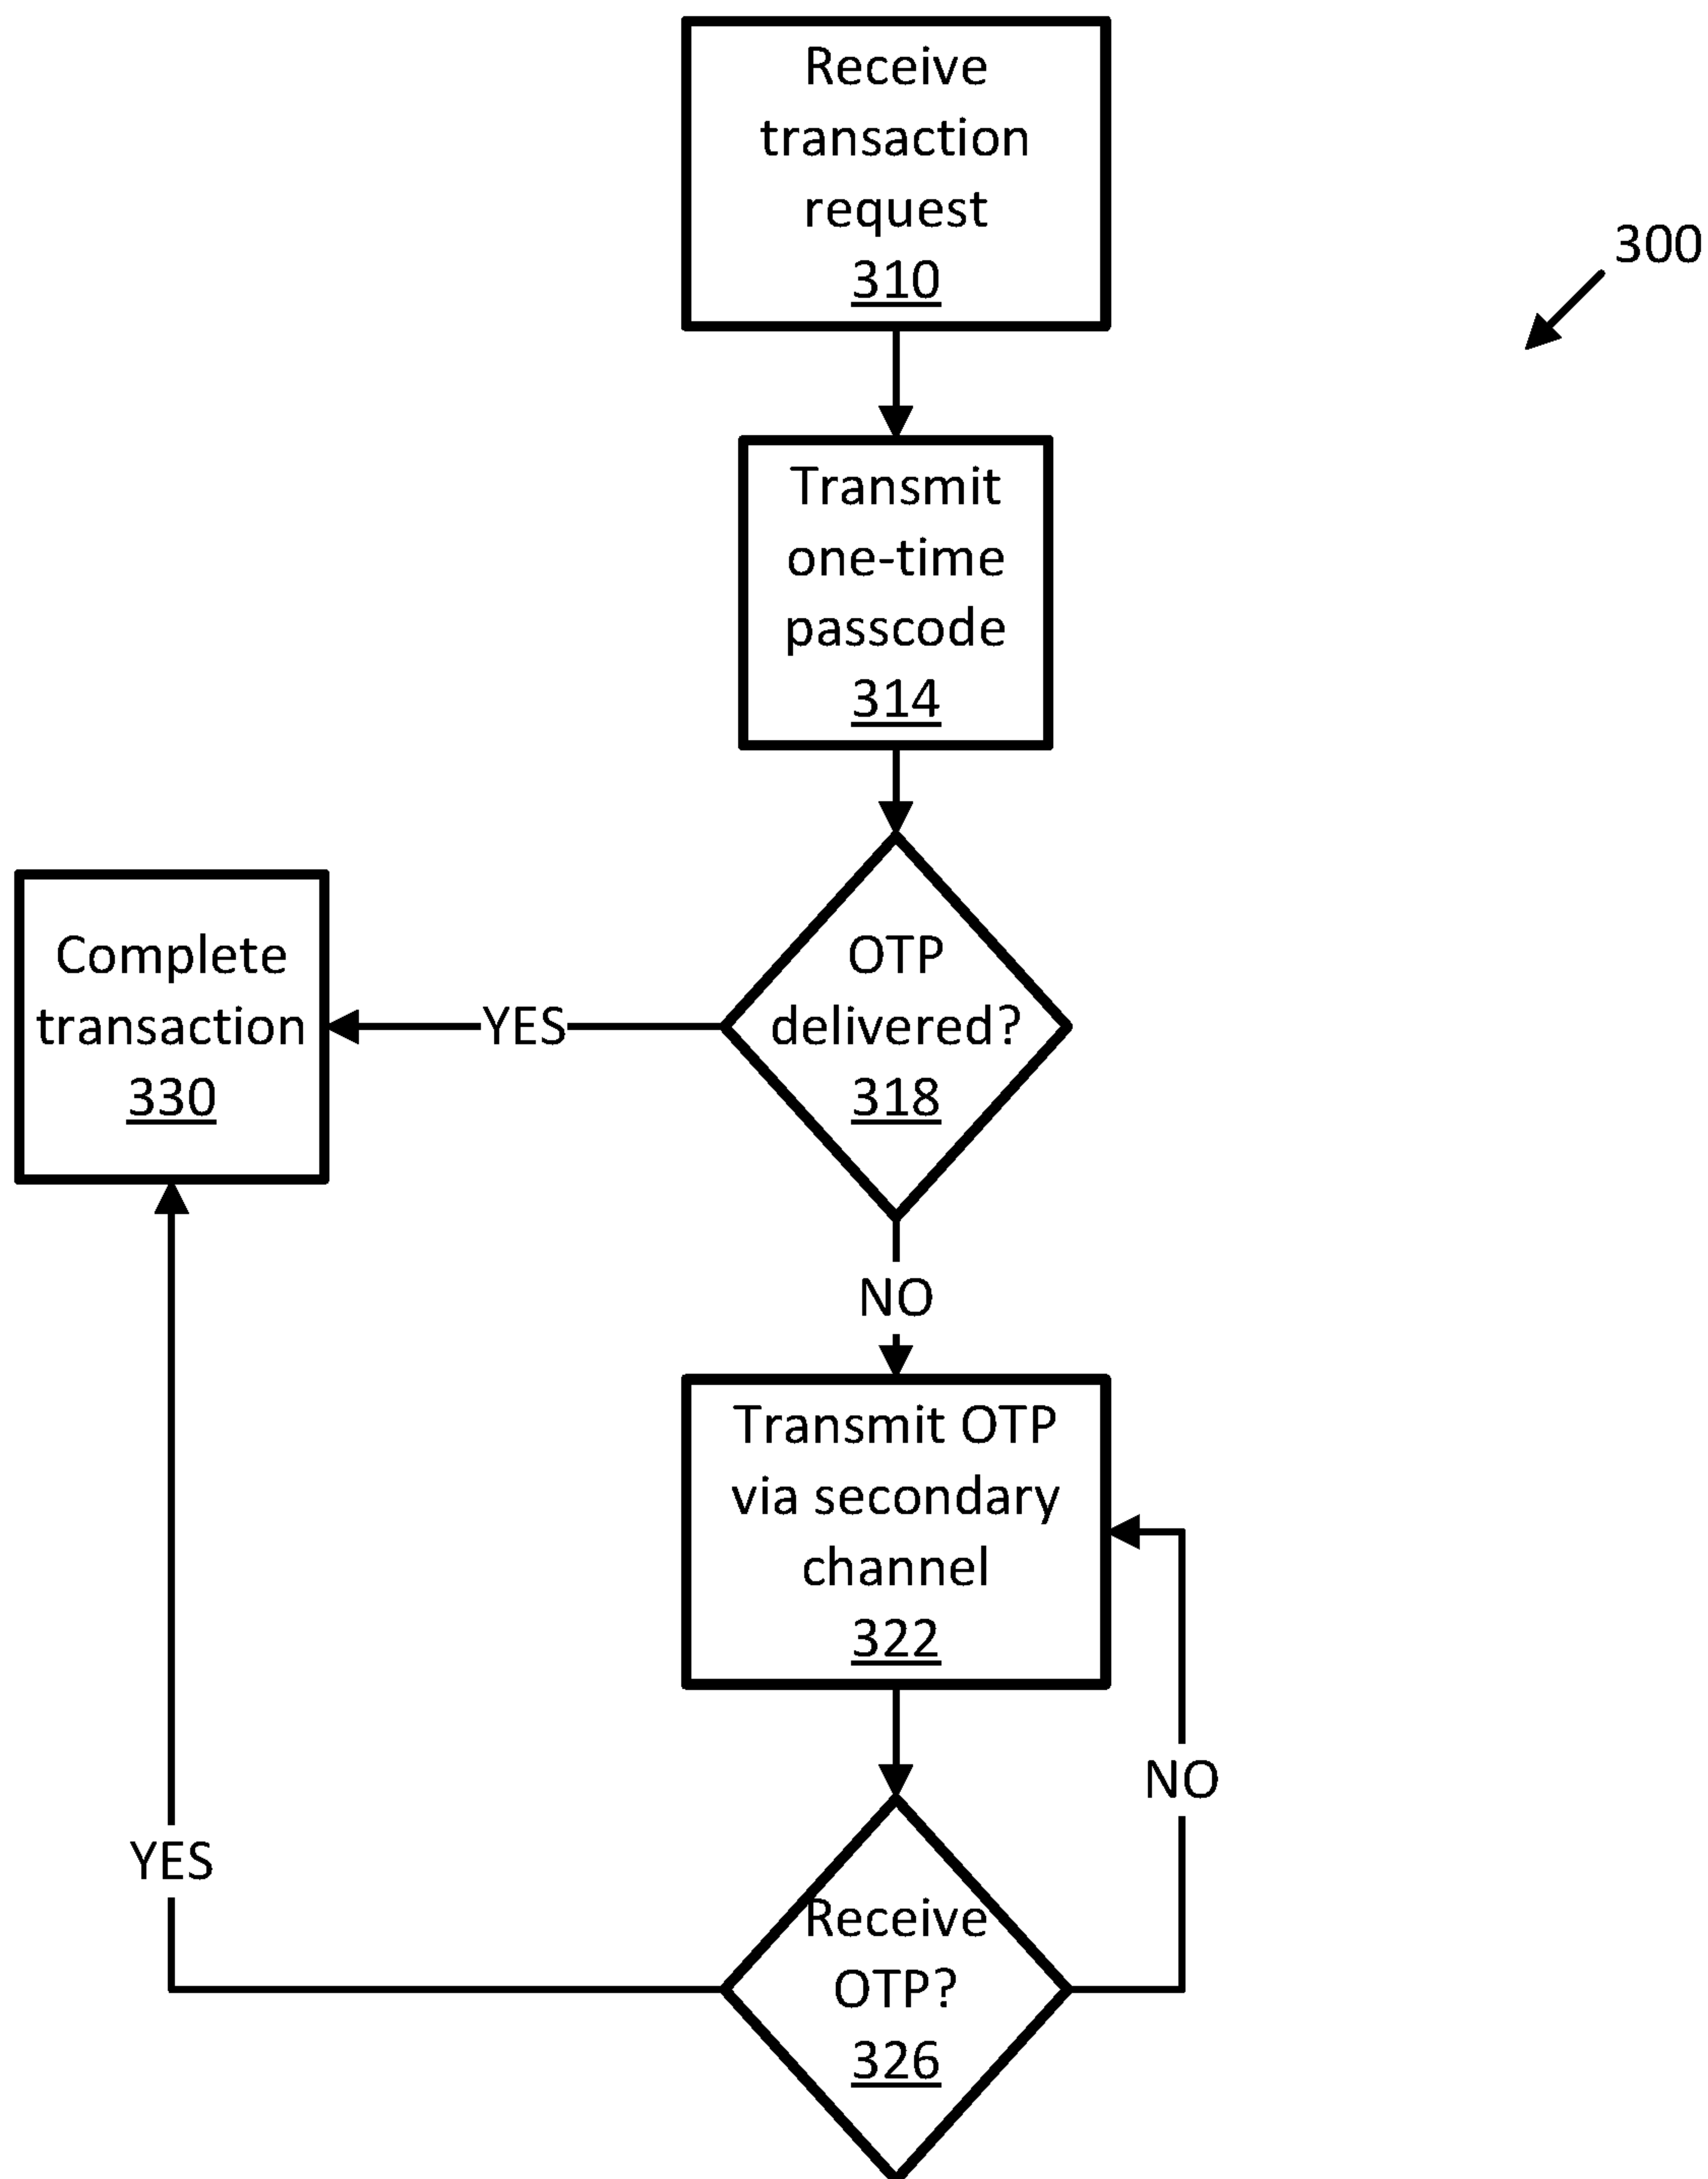 Receive
transaction
request
310
300
Transmit
one-time
passcode
314
OTP
delivered?
318
YES
Complete
transaction
330
NO
Transmit OTP
via secondary
channel
322
NO
YES
Receive
OTP?
326